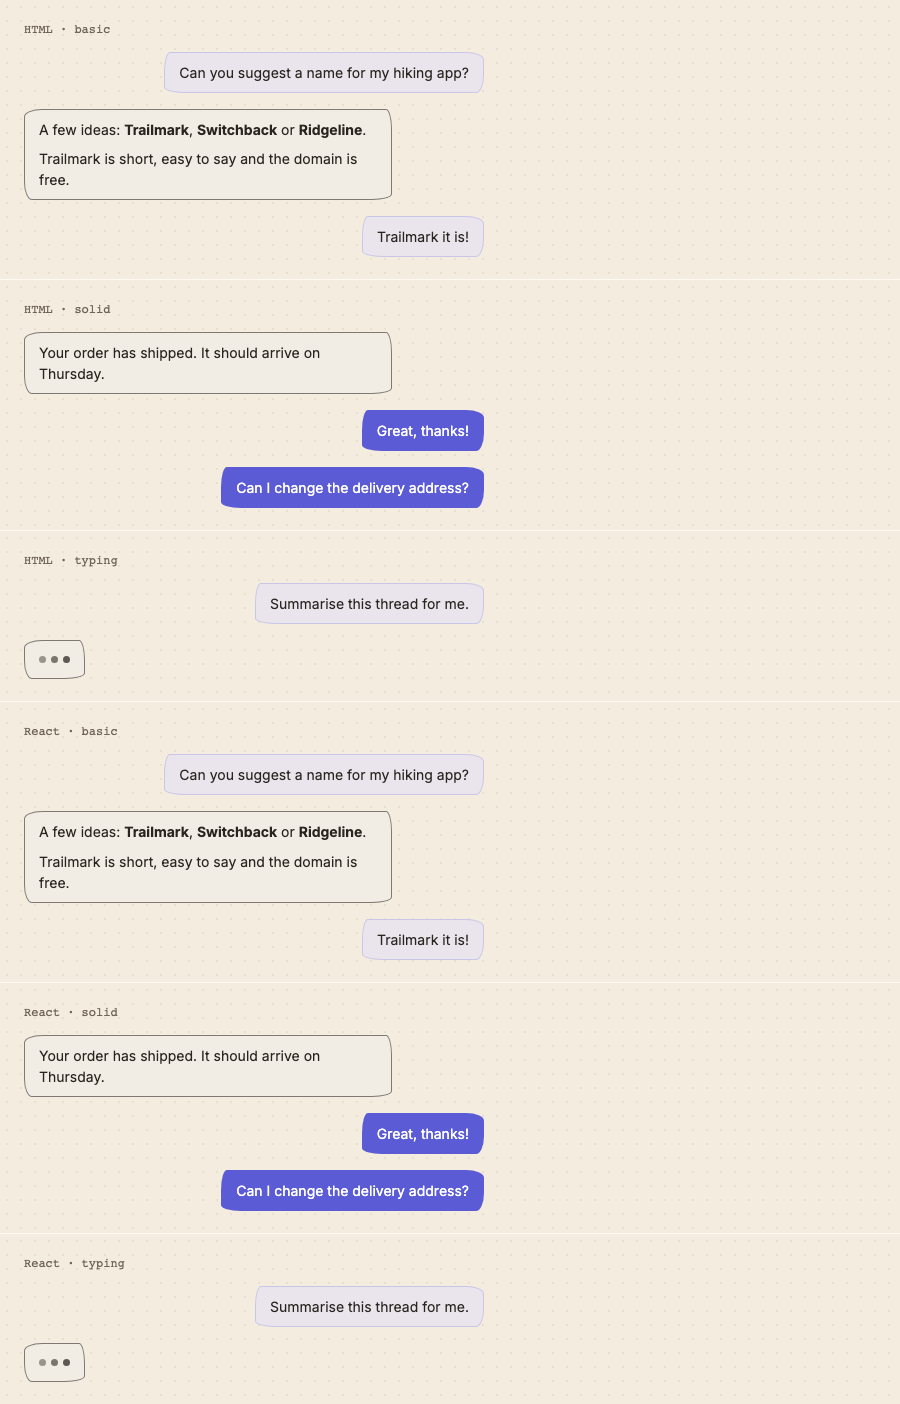 HTML · basic
Can you suggest a name for my hiking app?
A few ideas: Trailmark, Switchback or Ridgeline.
Trailmark is short, easy to say and the domain is
free.
Trailmark it is!
HTML · solid
Your order has shipped. It should arrive on
Thursday.
Great, thanks!
Can I change the delivery address?
HTML · typing
Summarise this thread for me.
React · basic
Can you suggest a name for my hiking app?
A few ideas: Trailmark, Switchback or Ridgeline.
Trailmark is short, easy to say and the domain is
free.
Trailmark it is!
React · solid
Your order has shipped. It should arrive on
Thursday.
Great, thanks!
Can I change the delivery address?
React · typing
Summarise this thread for me.